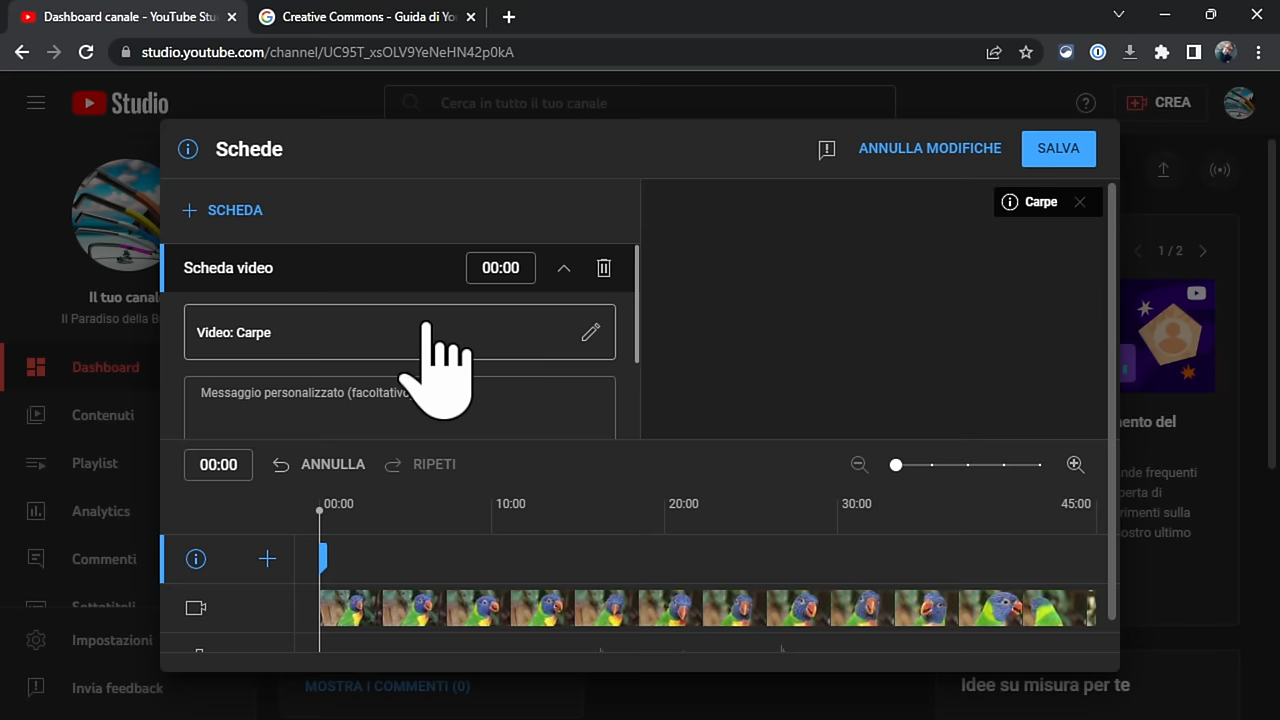 Dashboard canale - YouTube Stu
Creative Commons - Guida di Yo
studio.youtube.com/channel/UC95T_xsOLV9YeNeHN42p0kA
Studio
Cerca in tutto il tuo canale
CREA
Schede
ANNULLA MODIFICHE
SALVA
SCHEDA
Carpe
Scheda video
00:00
1 / 2
Video: Carpe
Il tuo canal
Il Paradiso della B
Messaggio personalizzato (facoltativo
Dashboard
Contenuti
Playlist
Analytics
Commenti
Sottotitoli
Impostazioni
Invia feedback
ento del
nde frequenti
perta di
rimenti sulla
ostro ultimo
00:00
ANNULLA
RIPETI
00:00
10:00
20:00
30:00
45:00
MOSTRA I COMMENTI (0)
Idee su misura per te